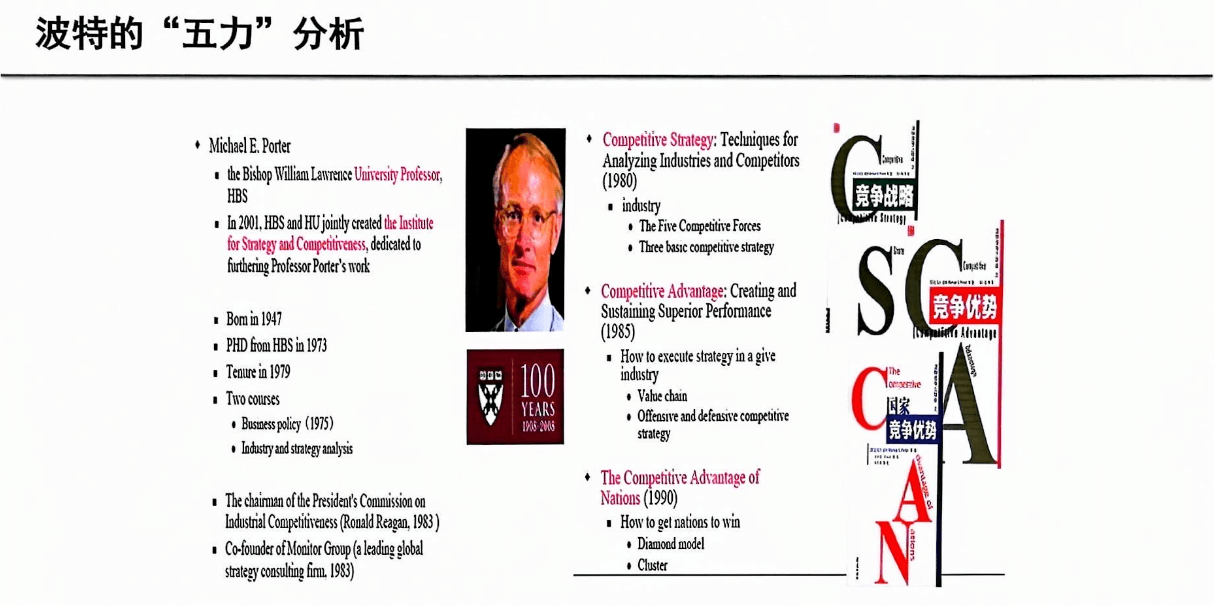 波特的“五力”分析
Michael E. Porter
the Bishop William Lawrence University Professor,
HBS
In 2001, HBS and HU jointly created the Institute
for Strategy and Competitiveness, dedicated to
furthering Professor Porter's work
Born in 1947
PHD from HBS in 1973
Tenure in 1979
Two courses
Business policy (1975)
Industry and strategy analysis
The chairman of the President's Commission on
Industrial Competitiveness (Ronald Reagan, 1983 )
Co-founder of Monitor Group (a leading global
strategy consulting firm, 1983)
100
YEARS
1908-2008
Competitive Strategy: Techniques for
Analyzing Industries and Competitors
(1980)
industry
The Five Competitive Forces
Three basic competitive strategy
Competitive Advantage: Creating and
Sustaining Superior Performance
(1985)
How to execute strategy in a give
industry
Value chain
Offensive and defensive competitive
strategy
The Competitive Advantage of
Nations (1990)
How to get nations to win
Diamond model
Cluster
C
竞争战略
Competitive Strategy
S C
竞争优势
Competitive Advantage
A
The
C
国家
竞争优势
A
advantage of
N
ations